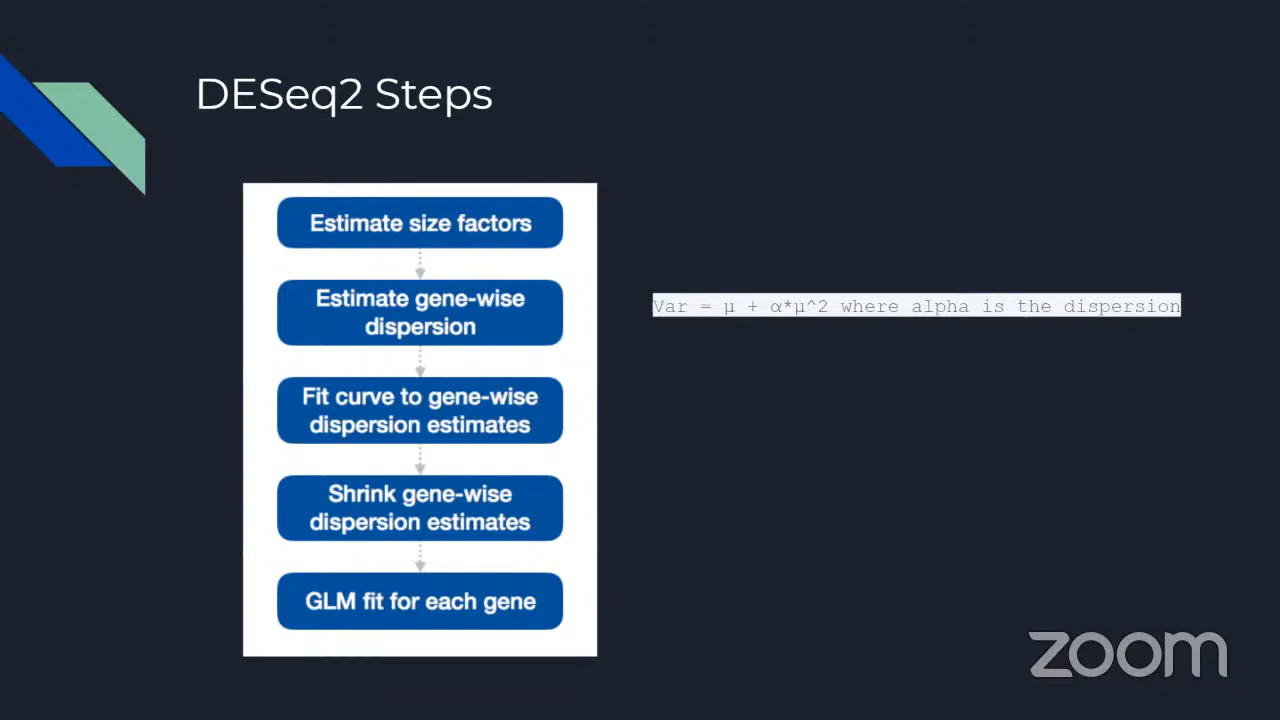 DESeq2 Steps
Estimate size factors
Estimate gene-wise
dispersion
Fit curve to gene-wise
dispersion estimates
Shrink gene-wise
dispersion estimates
GLM fit for each gene
Var = μ + α*μ^2 where alpha is the dispersion
zoom